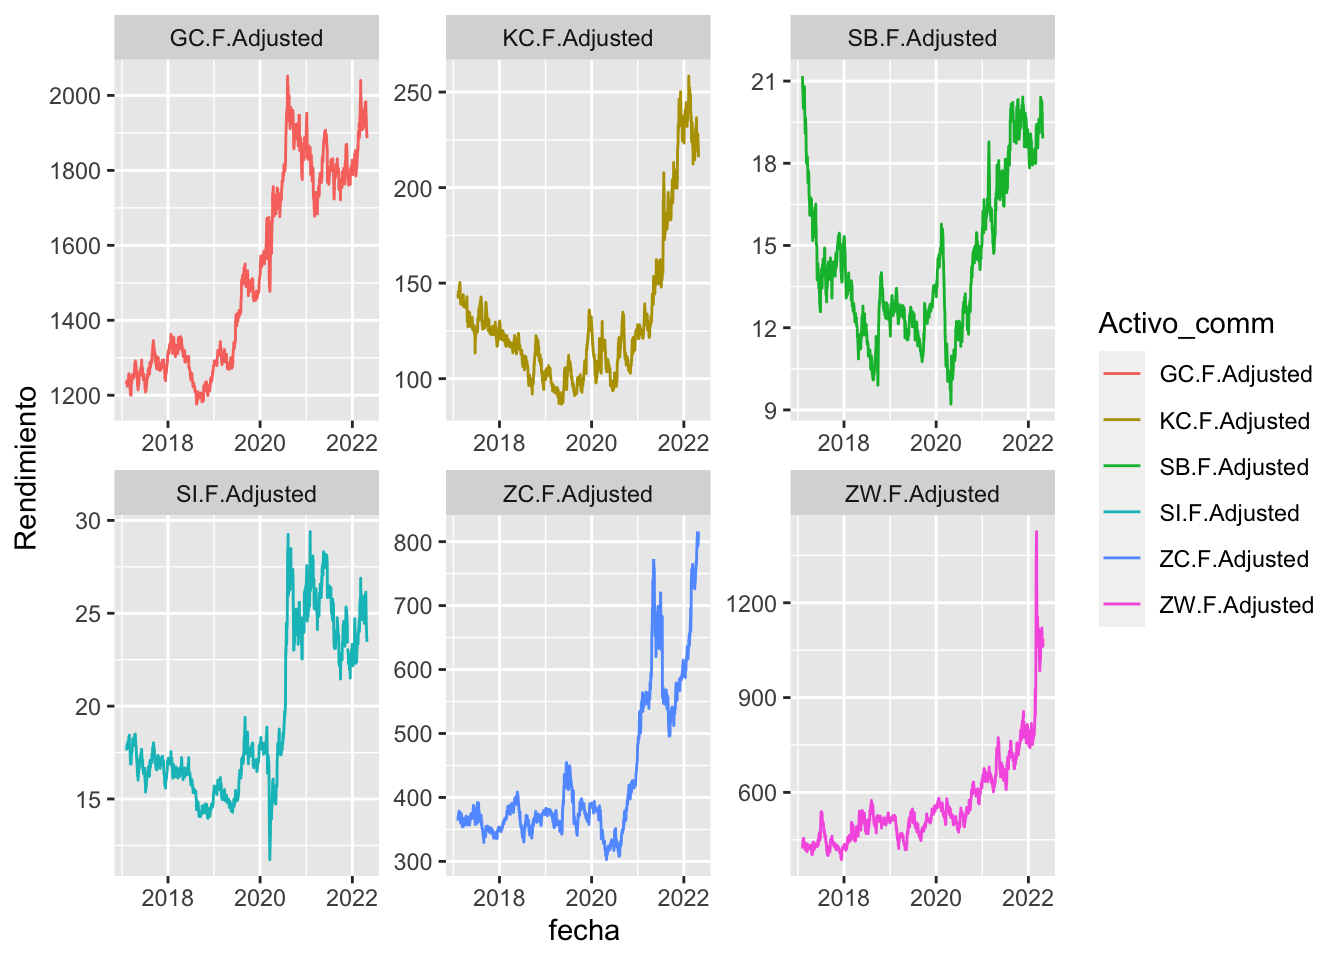 GC.F.Adjusted
KC.F.Adjusted
SB.F.Adjusted
2000
1800
1600
1400
1200
250
200
150
100
21
18
15
12
9
2018 2020 2022
2018 2020 2022
2018 2020 2022
SI.F.Adjusted
ZC.F.Adjusted
ZW.F.Adjusted
30
25
20
15
800
700
600
500
400
300
1200
900
600
2018 2020 2022
2018 2020 2022
2018 2020 2022
fecha
Rendimiento
Activo_comm
GC.F.Adjusted
KC.F.Adjusted
SB.F.Adjusted
SI.F.Adjusted
ZC.F.Adjusted
ZW.F.Adjusted